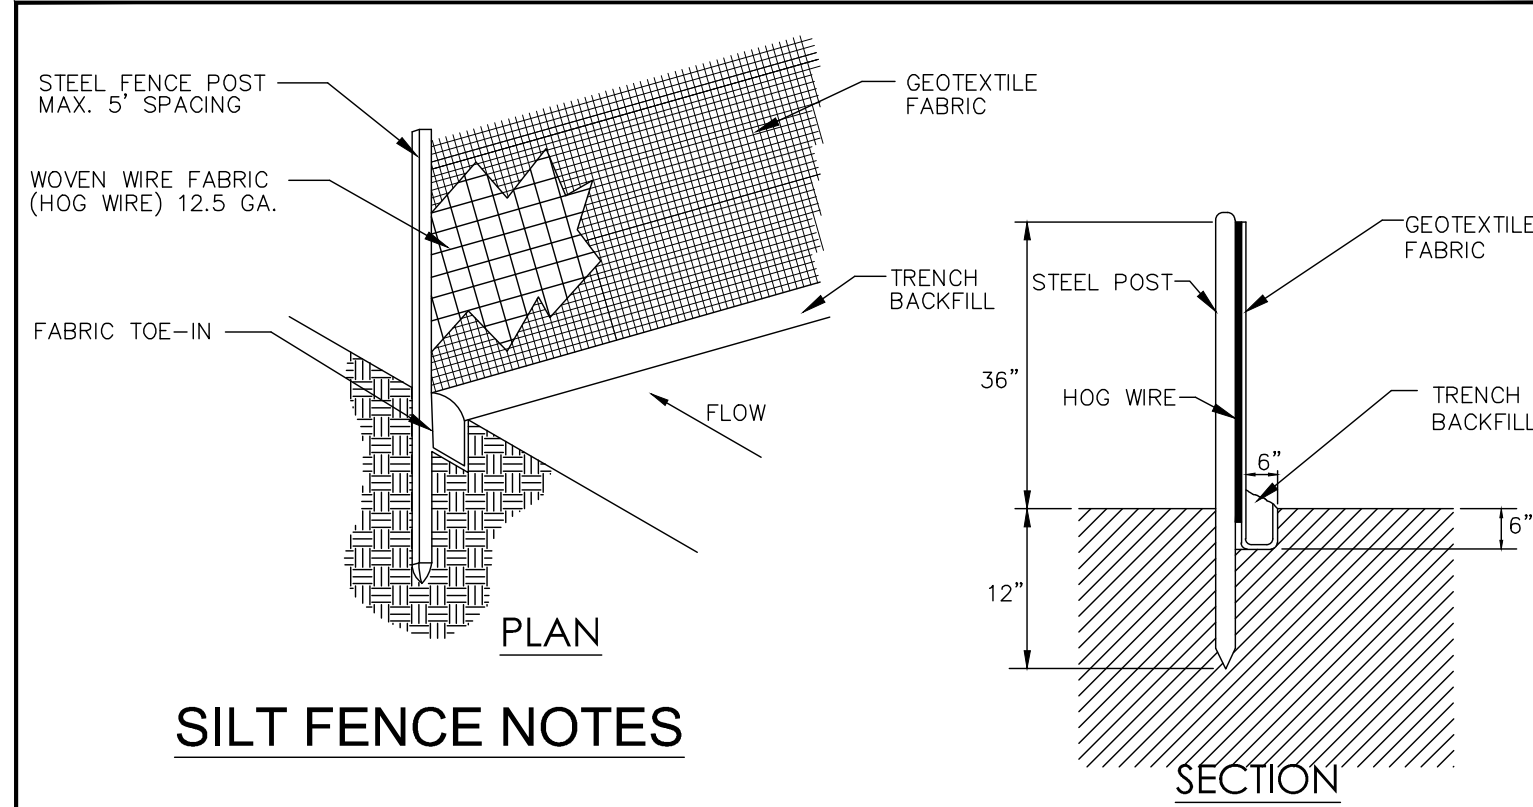 STEEL FENCE POST
MAX. 5' SPACING
WOVEN WIRE FABRIC
(HOG WIRE) 12.5 GA.
FABRIC TOE-IN
GEOTEXTILE
FABRIC
TRENCH
BACKFILL
FLOW
PLAN
SILT FENCE NOTES
GEOTEXTILE
FABRIC
STEEL POST
36"
HOG WIRE
TRENCH
BACKFILL
6"
6"
12"
SECTION